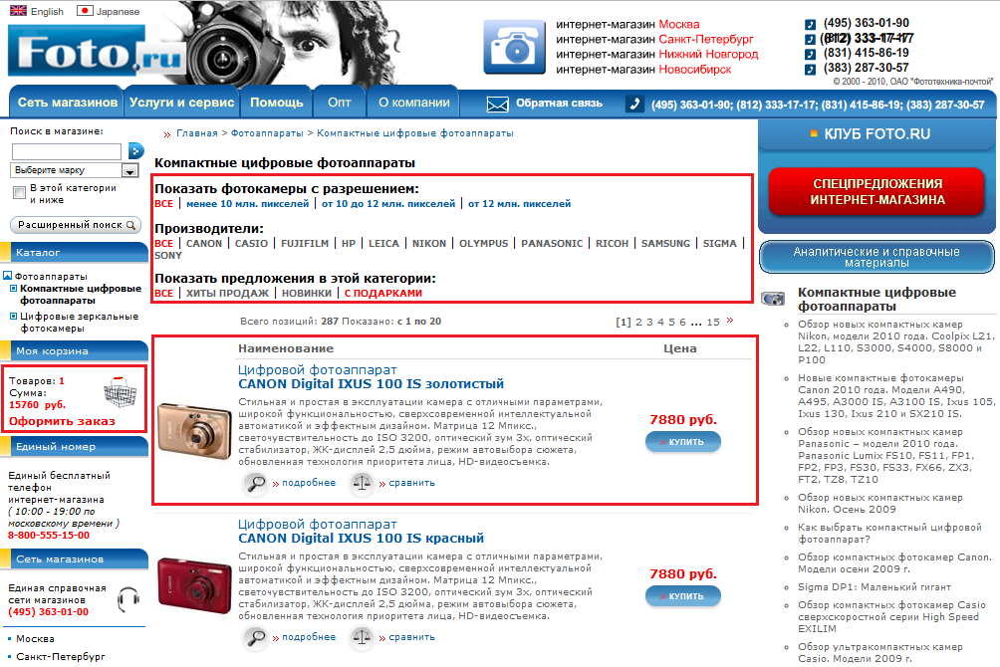 English Japanese
Foto.ru
интернет-магазин Москва
интернет-магазин Санкт-Петербург
интернет-магазин Нижний Новгород
интернет-магазин Новосибирск
(495) 363-01-90
(812) 333-17-17
(831) 415-86-19
(383) 287-30-57
© 2000 - 2010, ОАО "Фототехника-почтой"
Сеть магазинов
Услуги и сервис
Помощь
Опт
О компании
Обратная связь
(495) 363-01-90; (812) 333-17-17; (831) 415-86-19; (383) 287-30-57
Поиск в магазине:
Выберите марку
В этой категории
и ниже
Расширенный поиск
Каталог
Фотоаппараты
Компактные цифровые
фотоаппараты
Цифровые зеркальные
фотокамеры
Моя корзина
Товаров: 1
Сумма:
15760 руб.
Оформить заказ
Единый номер
Единый бесплатный
телефон
интернет-магазина
( 10:00 - 19:00 по
московскому времени )
8-800-555-15-00
Сеть магазинов
Единая справочная
сети магазинов
(495) 363-01-00
Москва
Санкт-Петербург
Главная > Фотоаппараты > Компактные цифровые фотоаппараты
Компактные цифровые фотоаппараты
Показать фотокамеры с разрешением:
ВСЕ | менее 10 млн. пикселей | от 10 до 12 млн. пикселей | от 12 млн. пикселей
Производители:
ВСЕ | CANON | CASIO | FUJIFILM | HP | LEICA | NIKON | OLYMPUS | PANASONIC | RICOH | SAMSUNG | SIGMA |
SONY
Показать предложения в этой категории:
ВСЕ | ХИТЫ ПРОДАЖ | НОВИНКИ | С ПОДАРКАМИ
Всего позиций: 287 Показано: с 1 по 20
[1] 2 3 4 5 6 ... 15 »
Наименование Цена
Цифровой фотоаппарат
CANON Digital IXUS 100 IS золотистый
Стильная и простая в эксплуатации камера с отличными параметрами,
широкой функциональностью, сверхсовременной интеллектуальной
автоматикой и эффектным дизайном. Матрица 12 Мпикс.,
светочувствительность до ISO 3200, оптический зум 3x, оптический
стабилизатор, ЖК-дисплей 2,5 дюйма, режим автовыбора сюжета,
обновленная технология приоритета лица, HD-видеосъемка.
7880 руб.
КУПИТЬ
» подробнее » сравнить
Цифровой фотоаппарат
CANON Digital IXUS 100 IS красный
Стильная и простая в эксплуатации камера с отличными параметрами,
широкой функциональностью, сверхсовременной интеллектуальной
автоматикой и эффектным дизайном. Матрица 12 Мпикс.,
светочувствительность до ISO 3200, оптический зум 3x, оптический
стабилизатор, ЖК-дисплей 2,5 дюйма, режим автовыбора сюжета,
обновленная технология приоритета лица, HD-видеосъемка.
7880 руб.
КУПИТЬ
» подробнее » сравнить
КЛУБ FOTO.RU
СПЕЦПРЕДЛОЖЕНИЯ
ИНТЕРНЕТ-МАГАЗИНА
Аналитические и справочные
материалы
Компактные цифровые
фотоаппараты
Обзор новых компактных камер
Nikon, модели 2010 года. Coolpix L21,
L22, L110, S3000, S4000, S8000 и
P100
Новые компактные фотокамеры
Canon 2010 года. Модели A490,
A495, A3000 IS, A3100 IS, Ixus 105,
Ixus 130, Ixus 210 и SX210 IS.
Обзор новых компактных камер
Panasonic – модели 2010 года.
Panasonic Lumix FS10, FS11, FP1,
FP2, FP3, FS30, FS33, FX66, ZX3,
FT2, TZ8, TZ10
Обзор новых компактных камер
Nikon. Осень 2009
Как выбрать компактный цифровой
фотоаппарат?
Обзор компактных фотокамер Canon.
Модели осени 2009 г.
Sigma DP1: Маленький гигант
Обзор компактных фотокамер Casio
сверхскоростной серии High Speed
EXILIM
Обзор ультракомпактных камер
Casio. Модели 2009 г.